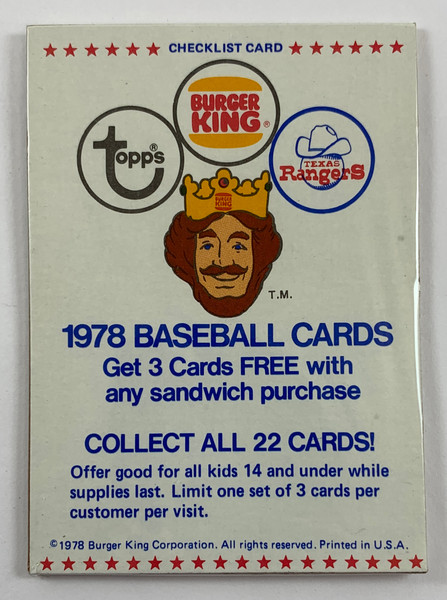 CHECKLIST CARD
BURGER
KING®
topps®
TEXAS
RangerS
BURGER
KING
T.M.
1978 BASEBALL CARDS
Get 3 Cards FREE with
any sandwich purchase
COLLECT ALL 22 CARDS!
Offer good for all kids 14 and under while
supplies last. Limit one set of 3 cards per
customer per visit.
©1978 Burger King Corporation. All rights reserved. Printed in U.S.A.